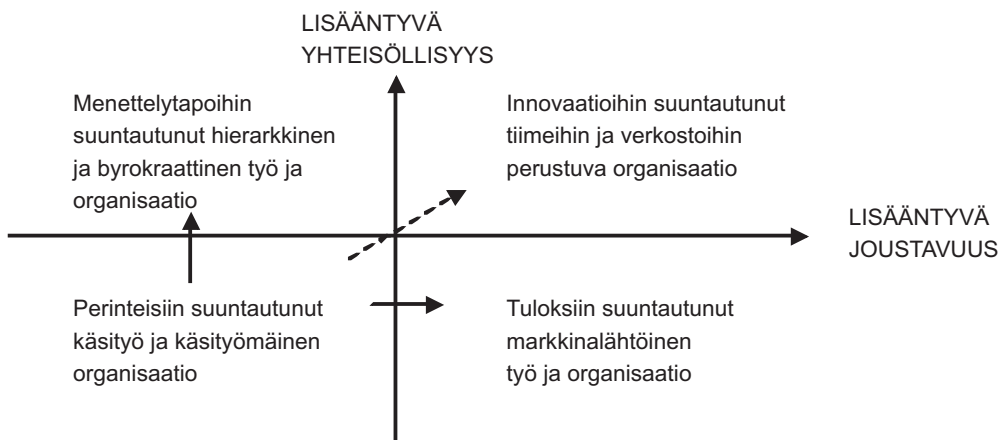 LISÄÄNTYVÄ
YHTEISÖLLISYYS
Menettelytapoihin
suuntautunut hierarkkinen
ja byrokraattinen työ ja
organisaatio
Innovaatioihin suuntautunut
tiimeihin ja verkostoihin
perustuva organisaatio
LISÄÄNTYVÄ
JOUSTAVUUS
Perinteisiin suuntautunut
käsityö ja käsityömäinen
organisaatio
Tuloksiin suuntautunut
markkinalähtöinen
työ ja organisaatio